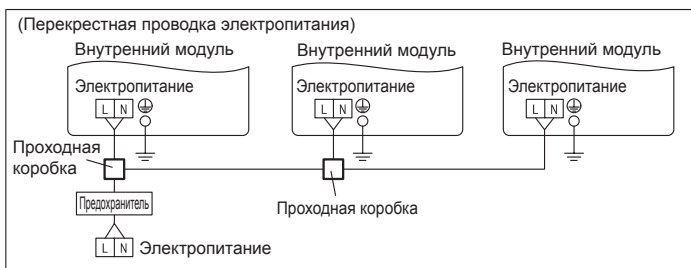 (Перекрестная проводка электропитания)
Внутренний модуль Внутренний модуль Внутренний модуль
Электропитание Электропитание Электропитание
L N L N L N
Проходная
коробка
Предохранитель
Проходная коробка
L N Электропитание